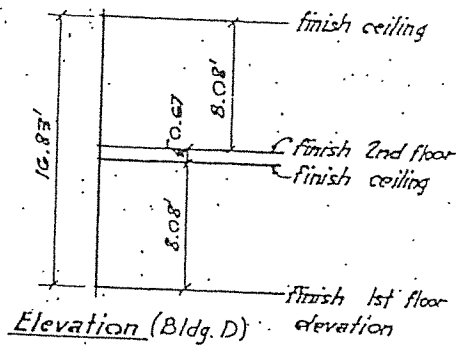 finish ceiling
8.08'
0.67
16.83'
finish 2nd floor
finish ceiling
8.08'
finish 1st floor
elevation
Elevation (Bldg. D)